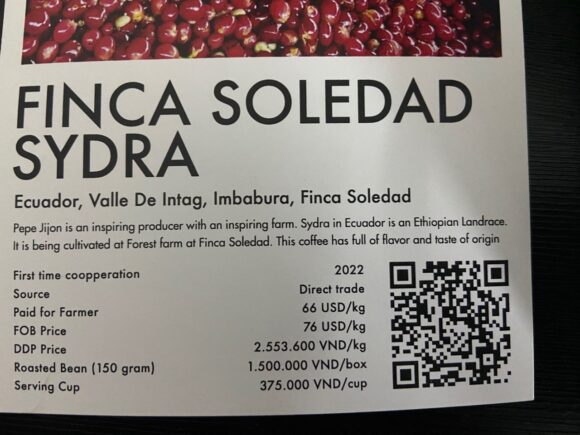 FINCA SOLEDAD
SYDRA
Ecuador, Valle De Intag, Imbabura, Finca Soledad
Pepe Jijon is an inspiring producer with an inspiring farm. Sydra in Ecuador is an Ethiopian Landrace.
It is being cultivated at Forest farm at Finca Soledad. This coffee has full of flavor and taste of origin
First time coopperation 2022
Source Direct trade
Paid for Farmer 66 USD/kg
FOB Price 76 USD/kg
DDP Price 2.553.600 VND/kg
Roasted Bean (150 gram) 1.500.000 VND/box
Serving Cup 375.000 VND/cup